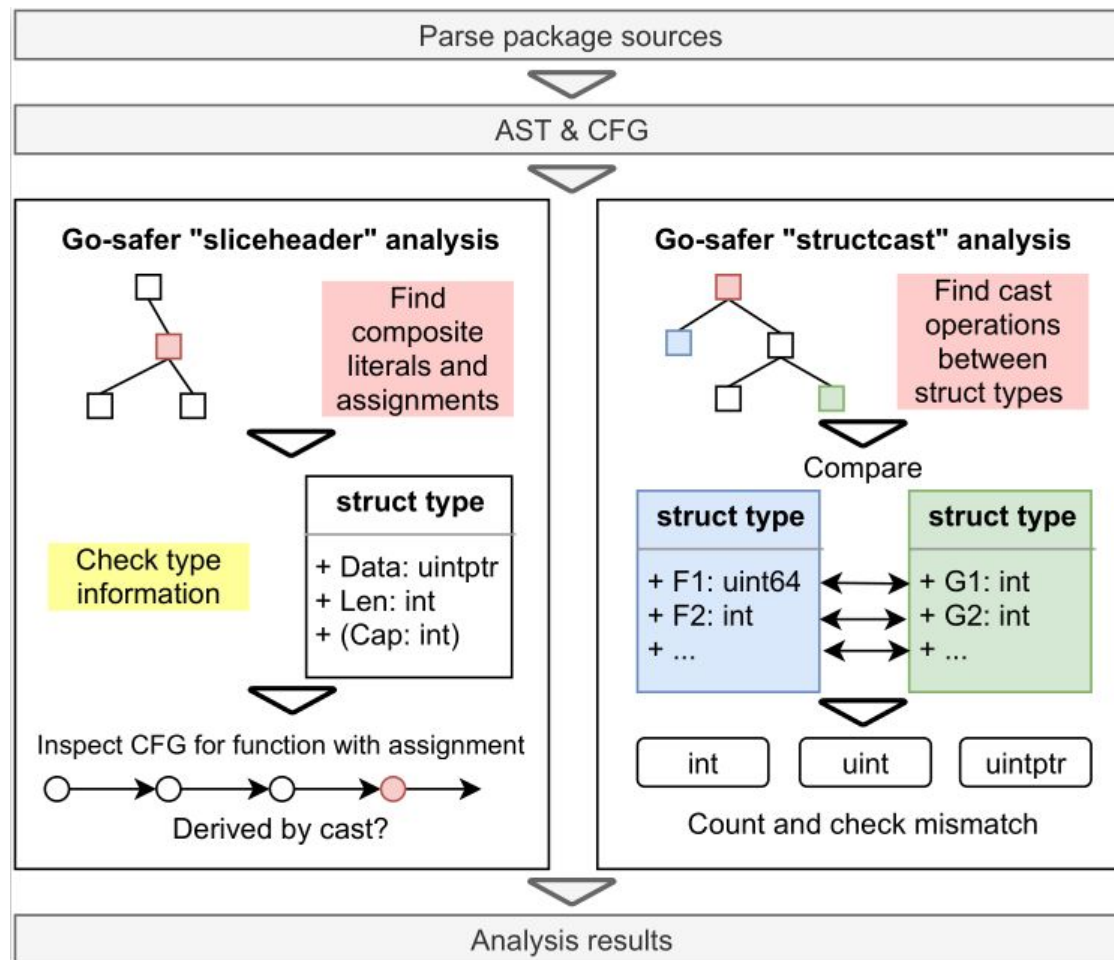 Parse package sources
AST & CFG
Go-safer "sliceheader" analysis
Find
composite
literals and
assignments
struct type
Check type
information
+ Data: uintptr
+ Len: int
+ (Cap: int)
Inspect CFG for function with assignment
Derived by cast?
Go-safer "structcast" analysis
Find cast
operations
between
struct types
Compare
struct type
+ F1: uint64
+ F2: int
+ ...
struct type
+ G1: int
+ G2: int
+ ...
int
uint
uintptr
Count and check mismatch
Analysis results